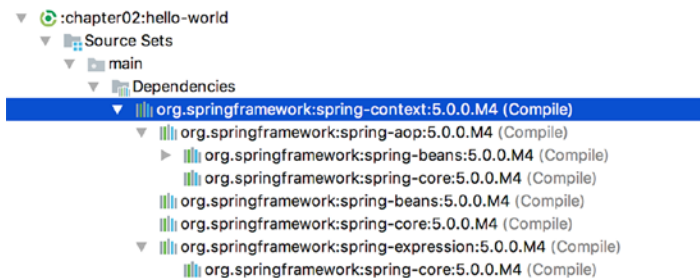 :chapter02:hello-world
Source Sets
main
Dependencies
org.springframework:spring-context:5.0.0.M4 (Compile)
org.springframework:spring-aop:5.0.0.M4 (Compile)
org.springframework:spring-beans:5.0.0.M4 (Compile)
org.springframework:spring-core:5.0.0.M4 (Compile)
org.springframework:spring-beans:5.0.0.M4 (Compile)
org.springframework:spring-core:5.0.0.M4 (Compile)
org.springframework:spring-expression:5.0.0.M4 (Compile)
org.springframework:spring-core:5.0.0.M4 (Compile)